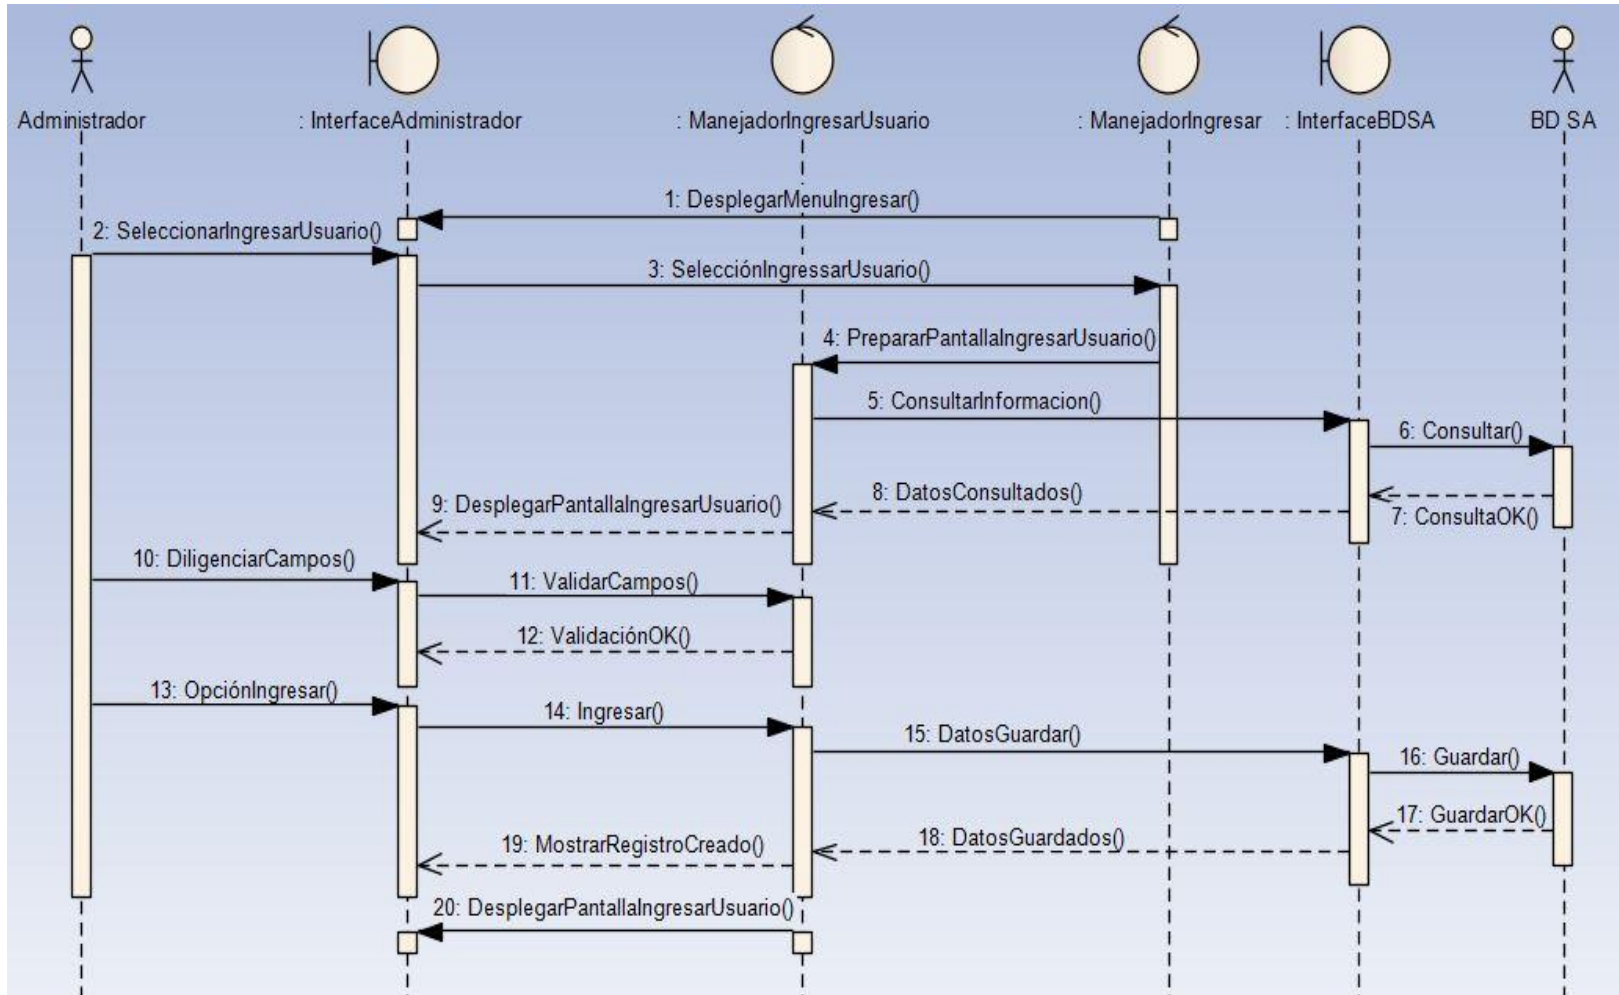 Administrador
: InterfaceAdministrador
: ManejadorIngresarUsuario
: ManejadorIngresar
: InterfaceBDSA
BD SA
1: DesplegarMenuIngresar()
2: SeleccionarIngresarUsuario()
3: SelecciónIngressarUsuario()
4: PrepararPantallaIngresarUsuario()
5: ConsultarInformacion()
6: Consultar()
7: ConsultaOK()
8: DatosConsultados()
9: DesplegarPantallaIngresarUsuario()
10: DiligenciarCampos()
11: ValidarCampos()
12: ValidaciónOK()
13: OpciónIngresar()
14: Ingresar()
15: DatosGuardar()
16: Guardar()
17: GuardarOK()
18: DatosGuardados()
19: MostrarRegistroCreado()
20: DesplegarPantallaIngresarUsuario()